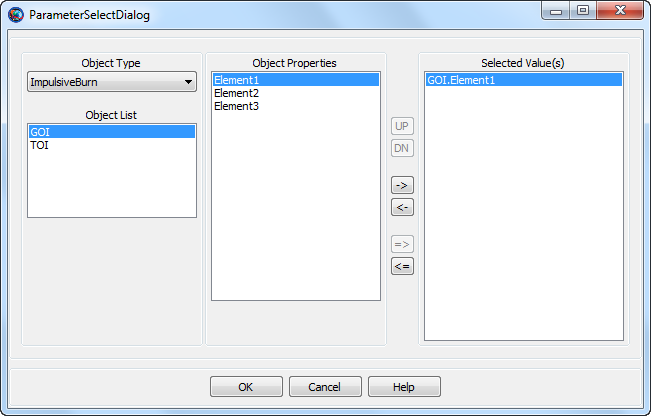 ParameterSelectDialog
Object Type
ImpulsiveBurn
Object List
GOI
TOI
Object Properties
Element1
Element2
Element3
UP
DN
->
<-
=>
<=
Selected Value(s)
GOI.Element1
OK
Cancel
Help